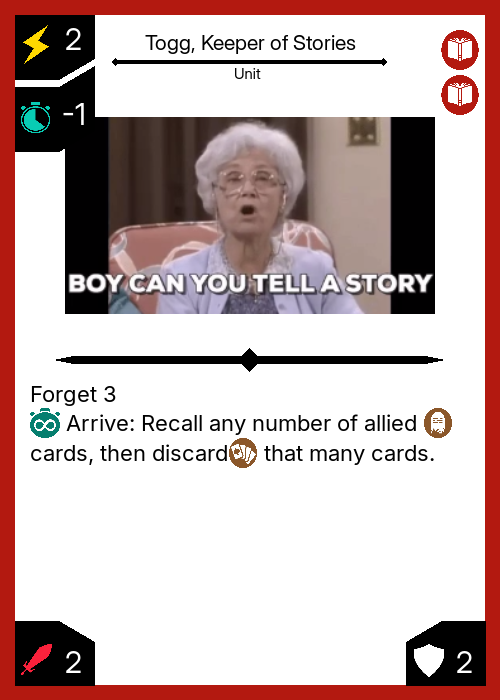 2
Togg, Keeper of Stories
Unit
-1
BOY CAN YOU TELL A STORY
Forget 3
Arrive: Recall any number of allied
cards, then discard that many cards.
2
2